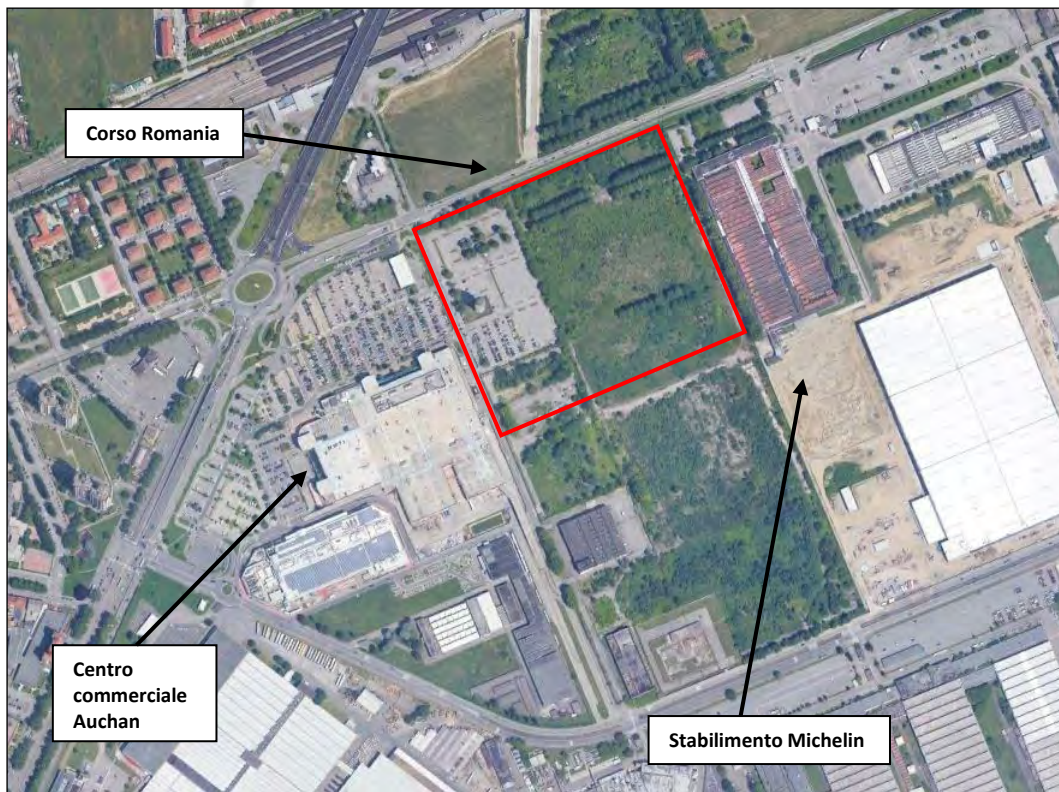 Corso Romania
Centro
commerciale
Auchan
Stabilimento Michelin